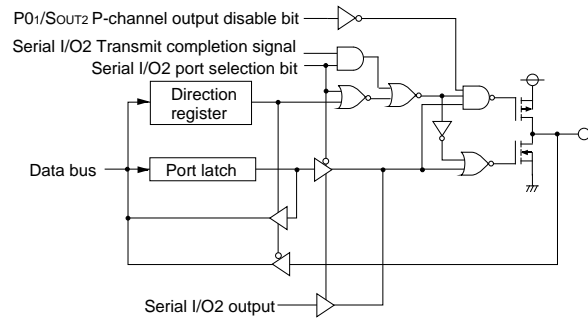 P01/SOUT2 P-channel output disable bit
Serial I/O2 Transmit completion signal
Serial I/O2 port selection bit
Direction
register
Data bus
Port latch
Serial I/O2 output